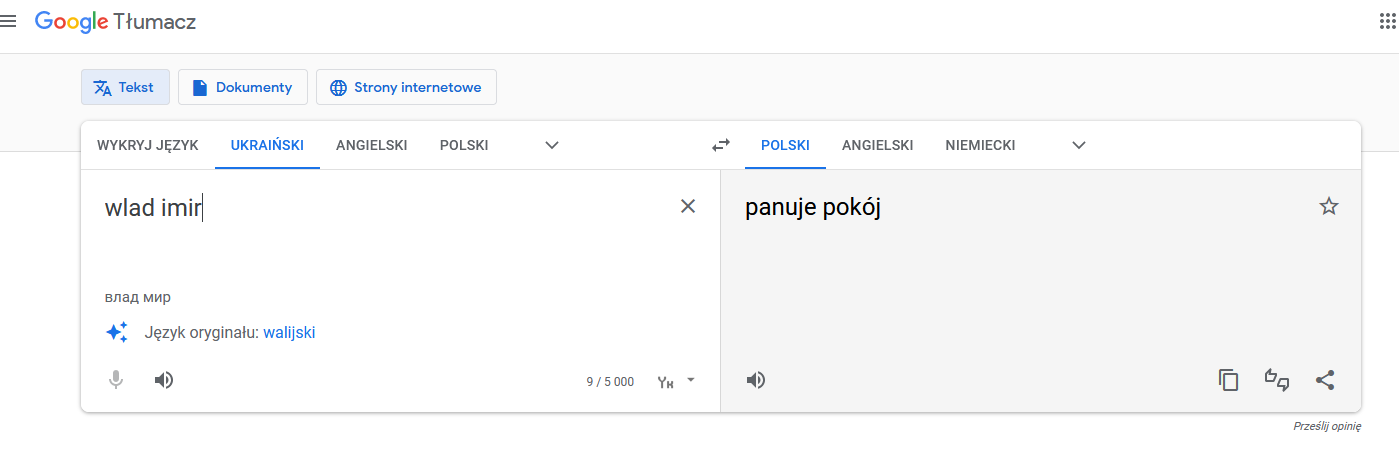 Google Tłumacz
Tekst Dokumenty Strony internetowe
WYKRYJ JĘZYK UKRAIŃSKI ANGIELSKI POLSKI POLSKI ANGIELSKI NIEMIECKI
wlad imir
panuje pokój
влад мир
Język oryginału: walijski
9 / 5 000
Prześlij opinię